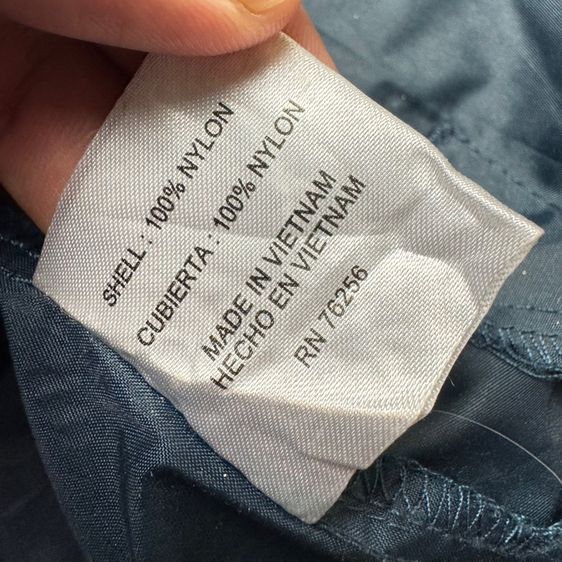 SHELL : 100% NYLON
CUBIERTA : 100% NYLON
MADE IN VIETNAM
HECHO EN VIETNAM
RN 76256